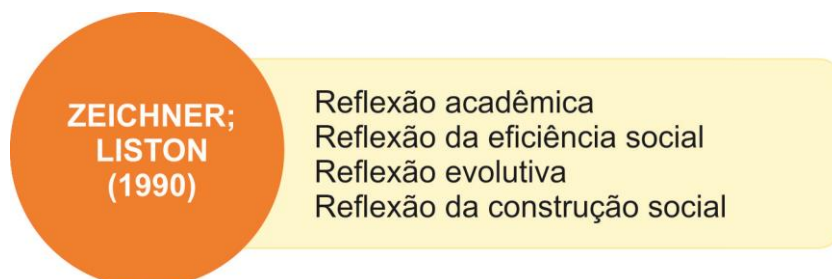 ZEICHNER;
LISTON
(1990)
Reflexão acadêmica
Reflexão da eficiência social
Reflexão evolutiva
Reflexão da construção social